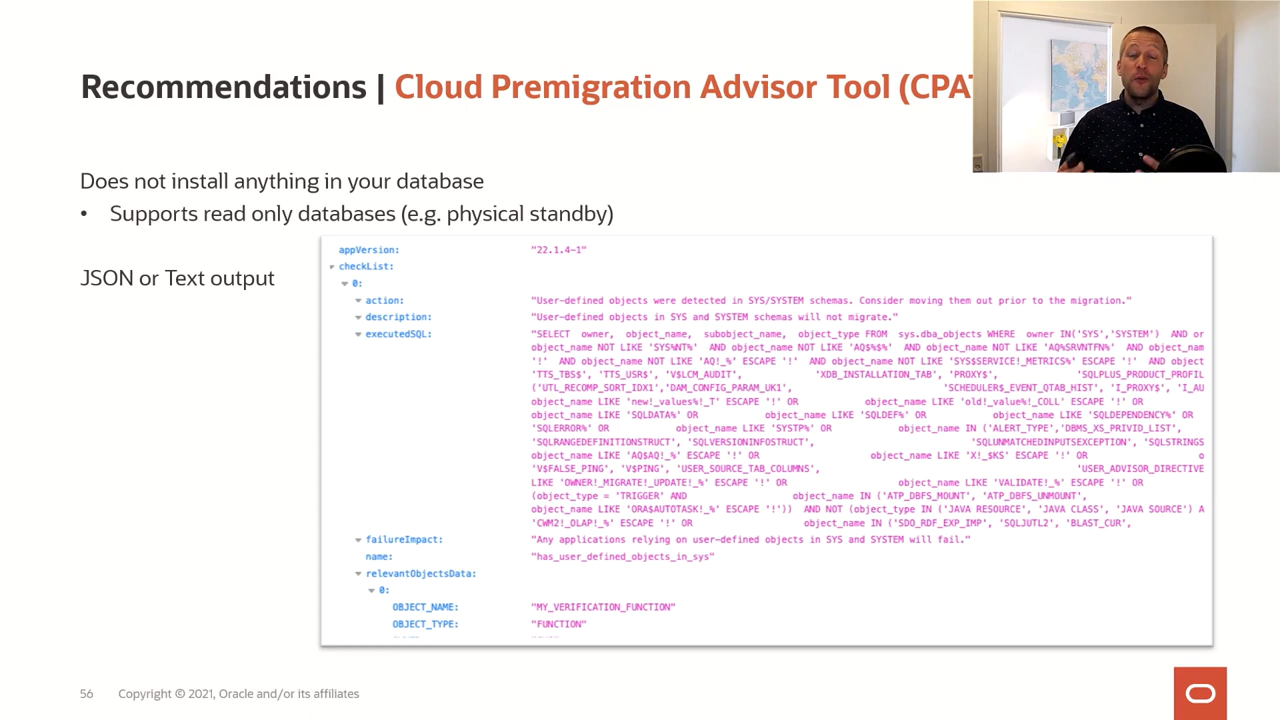 Recommendations | Cloud Premigration Advisor Tool (CPA
Does not install anything in your database
• Supports read only databases (e.g. physical standby)
JSON or Text output
appVersion: "22.1.4-1"
checkList:
0:
action: "User-defined objects were detected in SYS/SYSTEM schemas. Consider moving them out prior to the migration."
description: "User-defined objects in SYS and SYSTEM schemas will not migrate."
executedSQL: "SELECT owner, object_name, subobject_name, object_type FROM sys.dba_objects WHERE owner IN('SYS','SYSTEM') AND or
object_name NOT LIKE 'SYS%NT%' AND object_name NOT LIKE 'AQ$%$%' AND object_name NOT LIKE 'AQ%SRVNTFN%' AND object_nam
'!' AND object_name NOT LIKE 'AQ!_%' ESCAPE '!' AND object_name NOT LIKE 'SYS$SERVICE!_METRICS%' ESCAPE '!' AND object
'TTS_TBS$', 'TTS_USR$', 'V$LCM_AUDIT', 'XDB_INSTALLATION_TAB', 'PROXY$', 'SQLPLUS_PRODUCT_PROFIL
('UTL_RECOMP_SORT_IDX1','DAM_CONFIG_PARAM_UK1', 'SCHEDULER$_EVENT_QTAB_HIST', 'I_PROXY$', 'I_AU
object_name LIKE 'new!_values%!_T' ESCAPE '!' OR object_name LIKE 'old!_value%!_COLL' ESCAPE '!' OR
object_name LIKE 'SQLDATA%' OR object_name LIKE 'SQLDEF%' OR object_name LIKE 'SQLDEPENDENCY%' OR
'SQLERROR%' OR object_name LIKE 'SYSTP%' OR object_name IN ('ALERT_TYPE','DBMS_XS_PRIVID_LIST',
'SQLRANGEDEFINITIONSTRUCT', 'SQLVERSIONINFOSTRUCT', 'SQLUNMATCHEDINPUTSEXCEPTION', 'SQLSTRINGS
object_name LIKE 'AQ$AQ!_%' ESCAPE '!' OR object_name LIKE 'X!_$KS' ESCAPE '!' OR o
'V$FALSE_PING', 'V$PING', 'USER_SOURCE_TAB_COLUMNS', 'USER_ADVISOR_DIRECTIVE
LIKE 'OWNER!_MIGRATE!_UPDATE!_%' ESCAPE '!' OR object_name LIKE 'VALIDATE!_%' ESCAPE '!' OR
(object_type = 'TRIGGER' AND object_name IN ('ATP_DBFS_MOUNT', 'ATP_DBFS_UNMOUNT',
object_name LIKE 'ORA$AUTOTASK!_%' ESCAPE '!')) AND NOT (object_type IN ('JAVA RESOURCE', 'JAVA CLASS', 'JAVA SOURCE') A
'CWM2!_OLAP!_%' ESCAPE '!' OR object_name IN ('SDO_RDF_EXP_IMP', 'SQLJUTL2', 'BLAST_CUR',
failureImpact: "Any applications relying on user-defined objects in SYS and SYSTEM will fail."
name: "has_user_defined_objects_in_sys"
relevantObjectsData:
0:
OBJECT_NAME: "MY_VERIFICATION_FUNCTION"
OBJECT_TYPE: "FUNCTION"
56 Copyright © 2021, Oracle and/or its affiliates